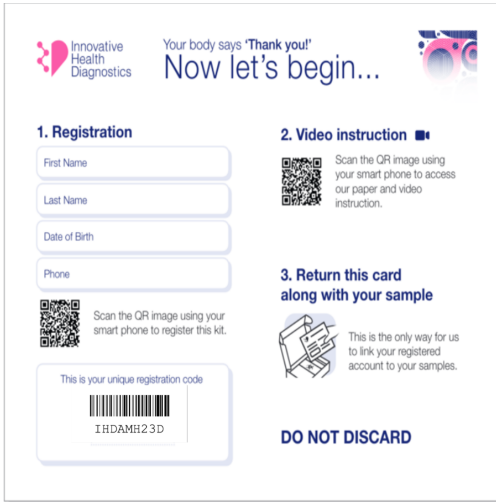 Innovative
Health
Diagnostics
Your body says 'Thank you!'
Now let's begin...
1. Registration
First Name
Last Name
Date of Birth
Phone
Scan the QR image using your
smart phone to register this kit.
This is your unique registration code
IHDAMH23D
2. Video instruction
Scan the QR image using
your smart phone to access
our paper and video
instruction.
3. Return this card
along with your sample
This is the only way for us
to link your registered
account to your samples.
DO NOT DISCARD